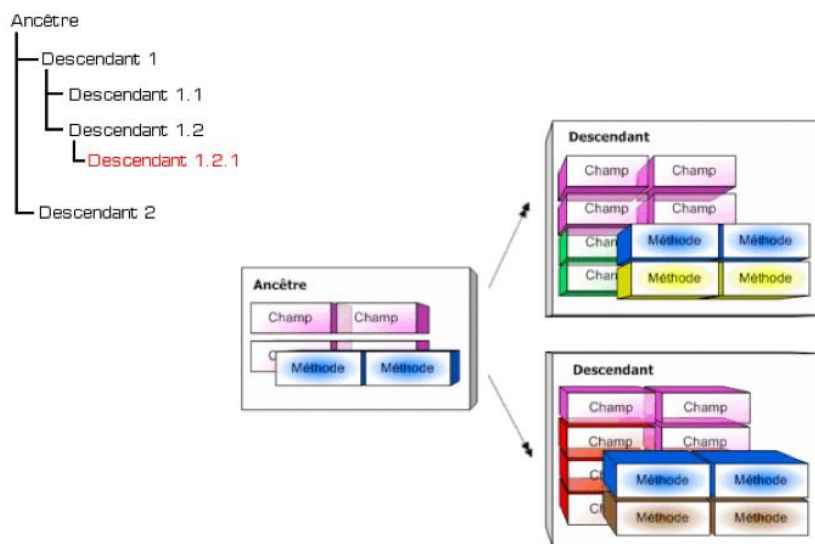 Ancêtre
Descendant 1
Descendant 1.1
Descendant 1.2
Descendant 1.2.1
Descendant 2
Ancêtre
Champ Champ
Méthode Méthode
Descendant
Champ Champ
Champ Champ
Méthode Méthode
Méthode Méthode
Descendant
Champ Champ
Champ Champ
Méthode Méthode
Méthode Méthode